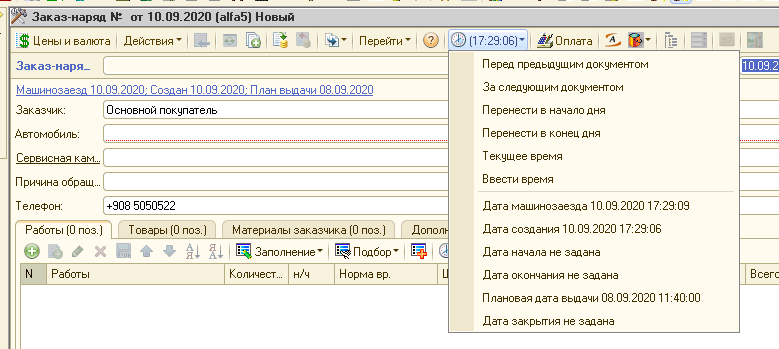 Заказ-наряд № от 10.09.2020 (alfa5) Новый
Цены и валюта Действия Перейти (17:29:06) Оплата
Заказ-наря... 10.09.2
Машинозаезд 10.09.2020; Создан 10.09.2020; План выдачи 08.09.2020
Заказчик: Основной покупатель
Автомобиль:
Сервисная кам...
Причина обращ...
Телефон: +908 5050522
Перед предыдущим документом
За следующим документом
Перенести в начало дня
Перенести в конец дня
Текущее время
Ввести время
Дата машинозаезда 10.09.2020 17:29:09
Дата создания 10.09.2020 17:29:06
Дата начала не задана
Дата окончания не задана
Плановая дата выдачи 08.09.2020 11:40:00
Дата закрытия не задана
Работы (0 поз.) Товары (0 поз.) Материалы заказчика (0 поз.) Дополн
Заполнение Подбор
N Работы Количест... н/ч Норма вр. Всего